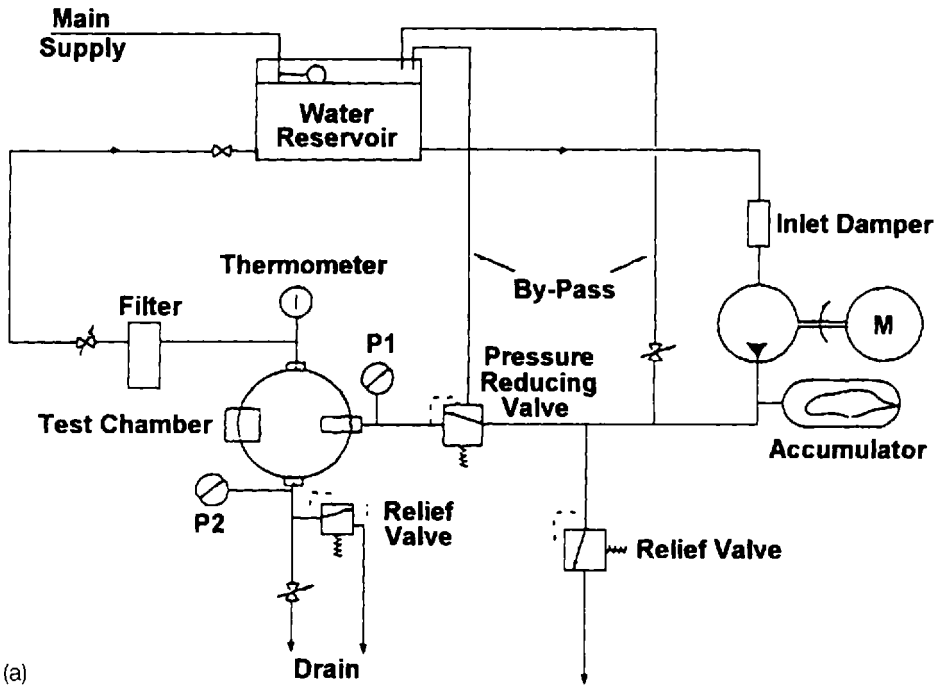 Main
Supply
Water
Reservoir
Inlet Damper
Thermometer
By-Pass
Filter
M
P1
Pressure
Reducing
Valve
Test Chamber
Accumulator
P2
Relief
Valve
Relief Valve
Drain
(a)